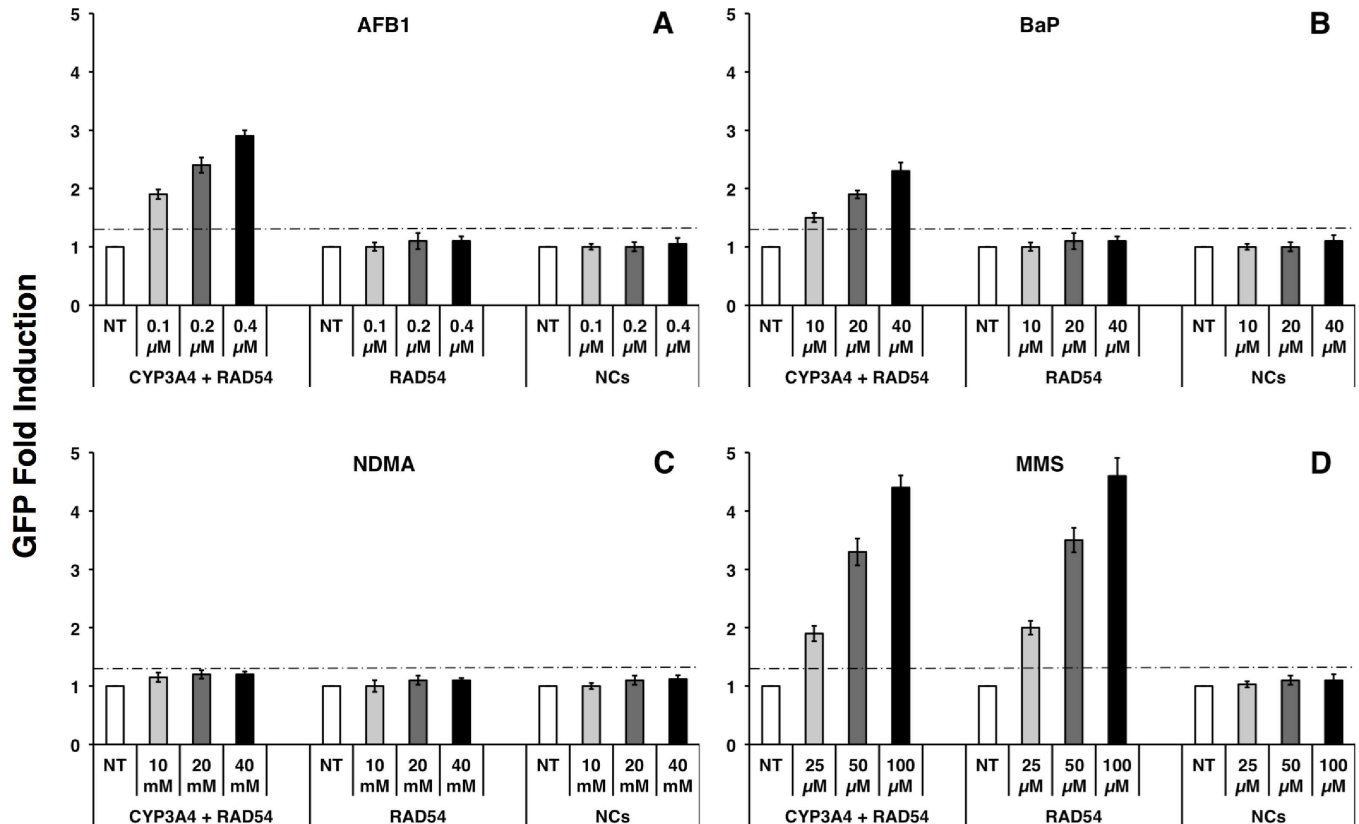 GFP Fold Induction
AFB1
A
5
4
3
2
1
0
NT 0.1 0.2 0.4 NT 0.1 0.2 0.4 NT 0.1 0.2 0.4
µM µM µM µM µM µM µM µM µM
CYP3A4 + RAD54 RAD54 NCs
BaP
B
5
4
3
2
1
0
NT 10 20 40 NT 10 20 40 NT 10 20 40
µM µM µM µM µM µM µM µM µM
CYP3A4 + RAD54 RAD54 NCs
NDMA
C
5
4
3
2
1
0
NT 10 20 40 NT 10 20 40 NT 10 20 40
mM mM mM mM mM mM mM mM mM
CYP3A4 + RAD54 RAD54 NCs
MMS
D
5
4
3
2
1
0
NT 25 50 100 NT 25 50 100 NT 25 50 100
µM µM µM µM µM µM µM µM µM
CYP3A4 + RAD54 RAD54 NCs